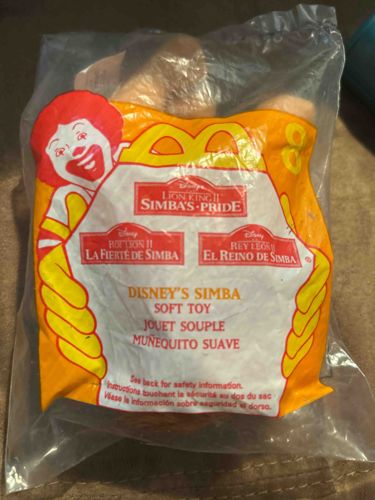 8
Disney's
LION KING II
SIMBA'S·PRIDE
Disney
ROI LION II
LA FIERTÉ DE SIMBA
Disney
REY LEÓN II
EL REINO DE SIMBA
®
DISNEY'S SIMBA
SOFT TOY
JOUET SOUPLE
MUÑEQUITO SUAVE
See back for safety information.
Instructions touchant la sécurité au dos du sac
Véase la información sobre seguridad el dorso.